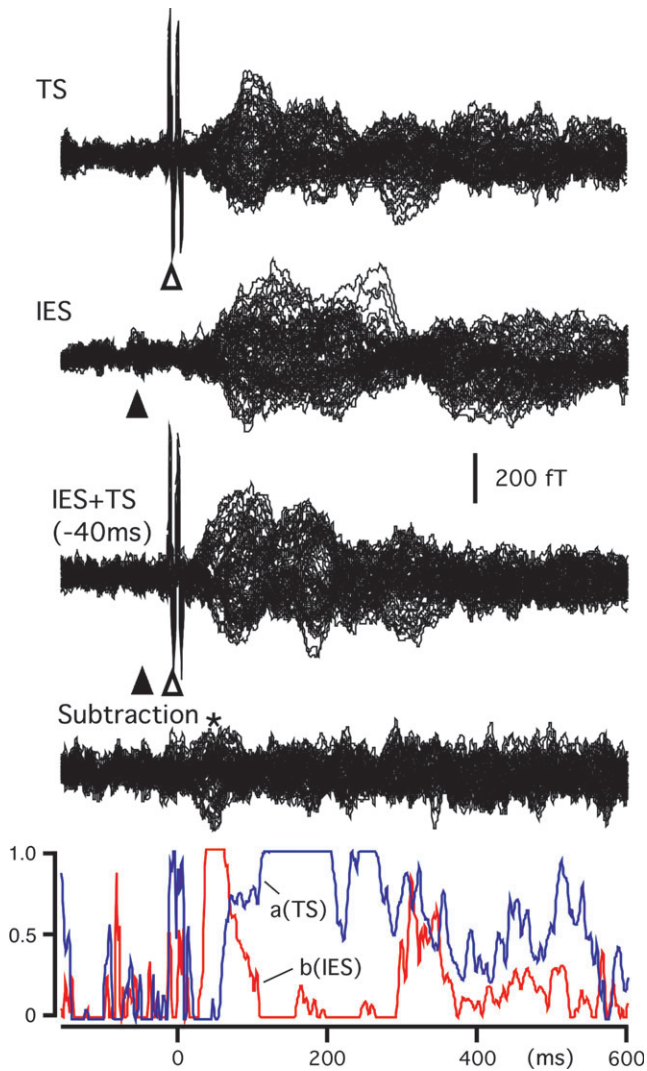 TS
IES
200 fT
IES+TS
(-40ms)
Subtraction *
1.0
a(TS)
0.5
b(IES)
0
0 200 400 (ms) 600